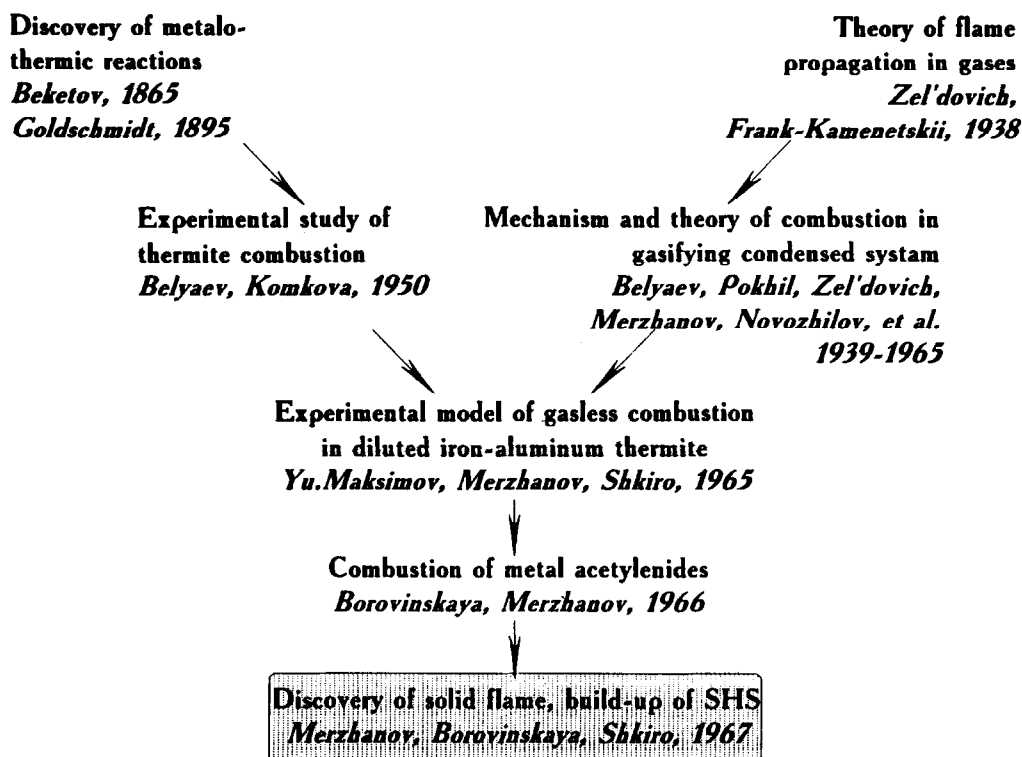 Discovery of metalo-
thermic reactions
Beketov, 1865
Goldschmidt, 1895
Theory of flame
propagation in gases
Zel'dovich,
Frank-Kamenetskii, 1938
Experimental study of
thermite combustion
Belyaev, Komkova, 1950
Mechanism and theory of combustion in
gasifying condensed systam
Belyaev, Pokhil, Zel'dovich,
Merzhanov, Novozhilov, et al.
1939-1965
Experimental model of gasless combustion
in diluted iron-aluminum thermite
Yu.Maksimov, Merzhanov, Shkiro, 1965
Combustion of metal acetylenides
Borovinskaya, Merzhanov, 1966
Discovery of solid flame, build-up of SHS
Merzhanov, Borovinskaya, Shkiro, 1967